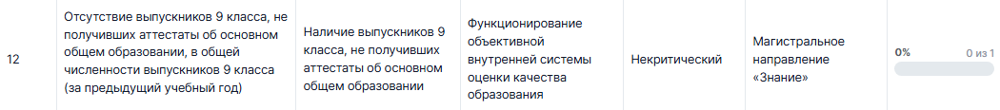 12
Отсутствие выпускников 9 класса, не
получивших аттестаты об основном
общем образовании, в общей
численности выпускников 9 класса
(за предыдущий учебный год)
Наличие выпускников 9
класса, не получивших
аттестаты об основном
общем образовании
Функционирование
объективной
внутренней системы
оценки качества
образования
Некритический
Магистральное
направление
«Знание»
0%
0 из 1